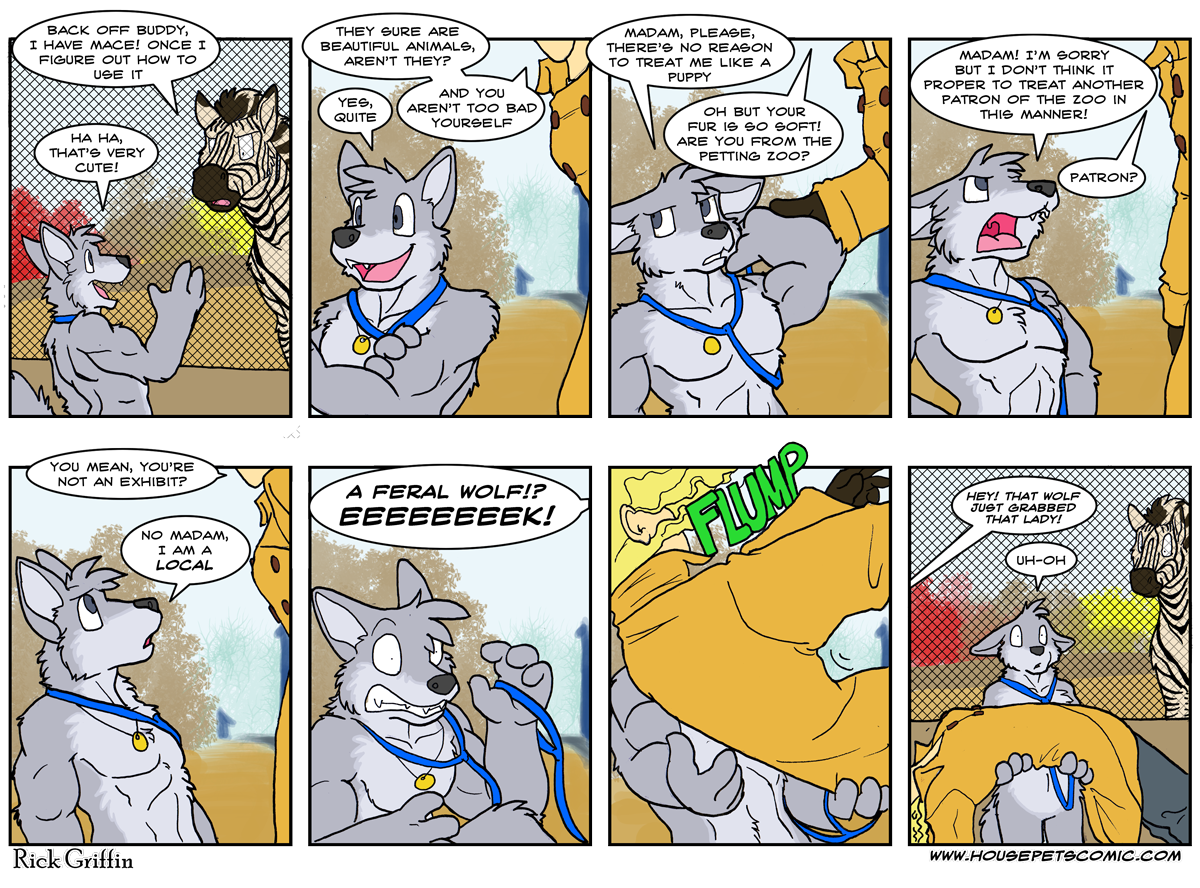 BACK OFF BUDDY,
I HAVE MACE! ONCE I
FIGURE OUT HOW TO
USE IT
HA HA,
THAT'S VERY
CUTE!
THEY SURE ARE
BEAUTIFUL ANIMALS,
AREN'T THEY?
YES,
QUITE
AND YOU
AREN'T TOO BAD
YOURSELF
MADAM, PLEASE,
THERE'S NO REASON
TO TREAT ME LIKE A
PUPPY
OH BUT YOUR
FUR IS SO SOFT!
ARE YOU FROM THE
PETTING ZOO?
MADAM! I'M SORRY
BUT I DON'T THINK IT
PROPER TO TREAT ANOTHER
PATRON OF THE ZOO IN
THIS MANNER!
PATRON?
YOU MEAN, YOU'RE
NOT AN EXHIBIT?
NO MADAM,
I AM A
LOCAL
A FERAL WOLF!?
EEEEEEEEK!
FLUMP
HEY! THAT WOLF
JUST GRABBED
THAT LADY!
UH-OH
Rick Griffin
WWW.HOUSEPETSCOMIC.COM